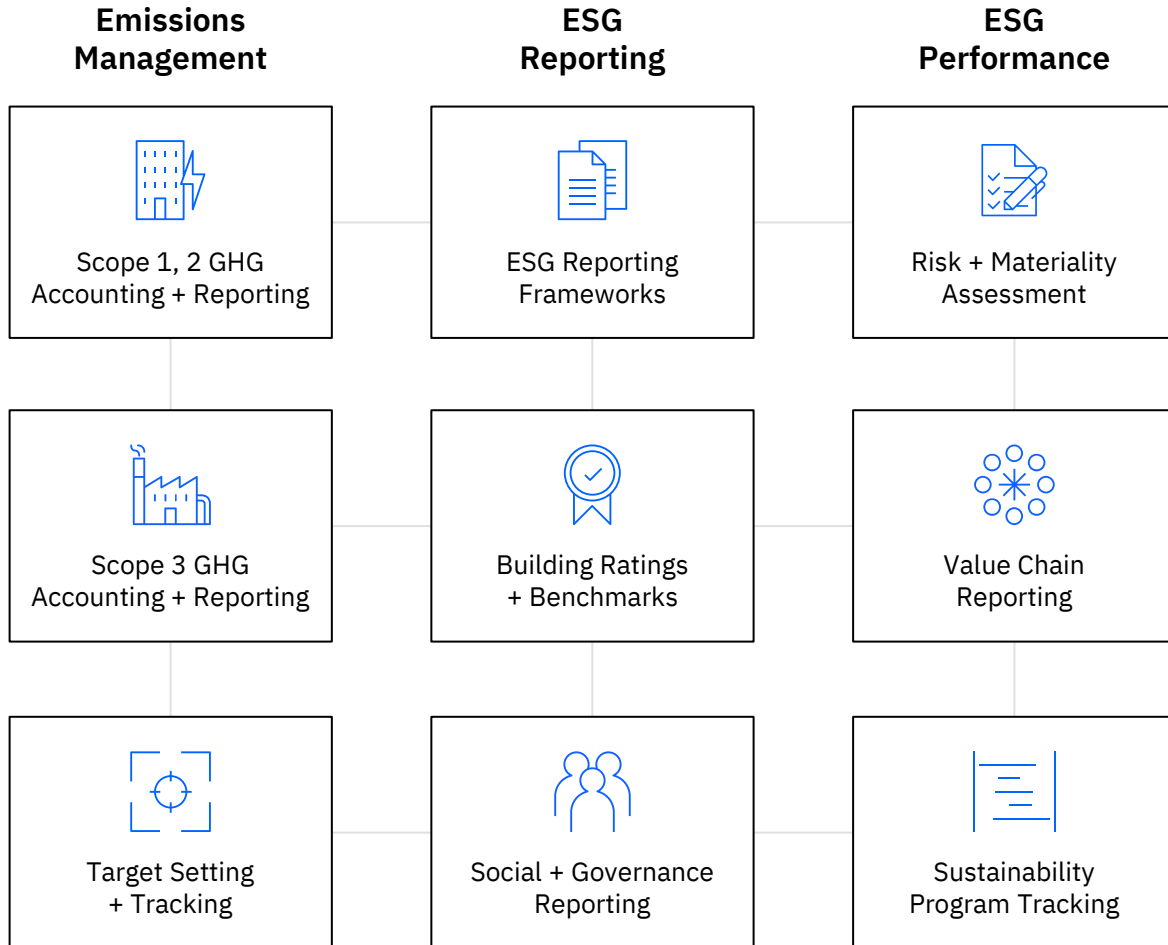 Emissions
Management
ESG
Reporting
ESG
Performance
Scope 1, 2 GHG
Accounting + Reporting
ESG Reporting
Frameworks
Risk + Materiality
Assessment
Scope 3 GHG
Accounting + Reporting
Building Ratings
+ Benchmarks
Value Chain
Reporting
Target Setting
+ Tracking
Social + Governance
Reporting
Sustainability
Program Tracking